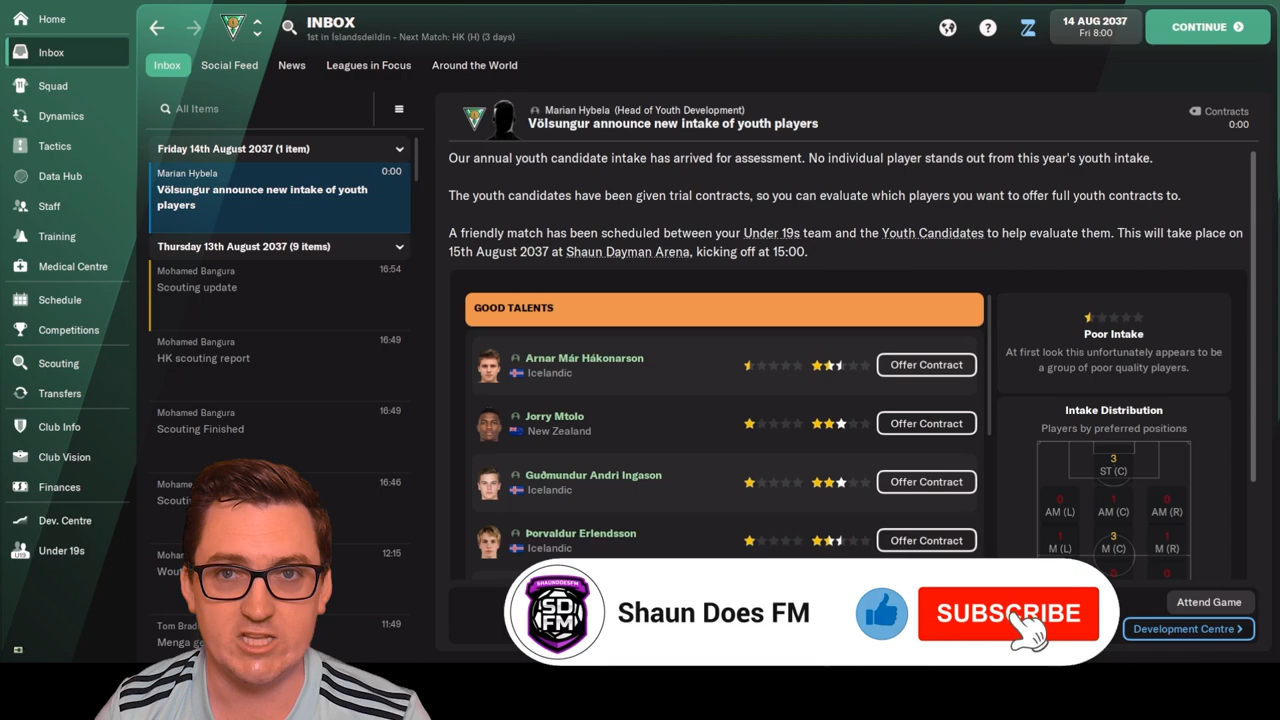 Home
Inbox
Squad
Dynamics
Tactics
Data Hub
Staff
Training
Medical Centre
Schedule
Competitions
Scouting
Transfers
Club Info
Club Vision
Finances
Dev. Centre
U19
Under 19s
INBOX
1st in Íslandsdeildin - Next Match: HK (H) (3 days)
14 AUG 2037
Fri 8:00
CONTINUE
Inbox
Social Feed
News
Leagues in Focus
Around the World
All Items
Friday 14th August 2037 (1 item)
Marian Hybela
0:00
Völsungur announce new intake of youth
players
Thursday 13th August 2037 (9 items)
Mohamed Bangura
16:54
Scouting update
Mohamed Bangura
16:49
HK scouting report
Mohamed Bangura
16:49
Scouting Finished
16:46
12:15
Tom Brad
11:49
Menga
Marian Hybela (Head of Youth Development)
Völsungur announce new intake of youth players
Contracts
0:00
Our annual youth candidate intake has arrived for assessment. No individual player stands out from this year's youth intake.
The youth candidates have been given trial contracts, so you can evaluate which players you want to offer full youth contracts to.
A friendly match has been scheduled between your Under 19s team and the Youth Candidates to help evaluate them. This will take place on
15th August 2037 at Shaun Dayman Arena, kicking off at 15:00.
GOOD TALENTS
Arnar Már Hákonarson
Icelandic
Offer Contract
Jorry Mtolo
New Zealand
Offer Contract
Guðmundur Andri Ingason
Icelandic
Offer Contract
Þorvaldur Erlendsson
Icelandic
Offer Contract
Poor Intake
At first look this unfortunately appears to be
a group of poor quality players.
Intake Distribution
Players by preferred positions
3
ST (C)
0 1 0
AM (L) AM (C) AM (R)
1 3 1
M (L) M (C) M (R)
0 0 0
Attend Game
Development Centre
SHAUNDOESFM
SD
FM
Shaun Does FM
SUBSCRIBE